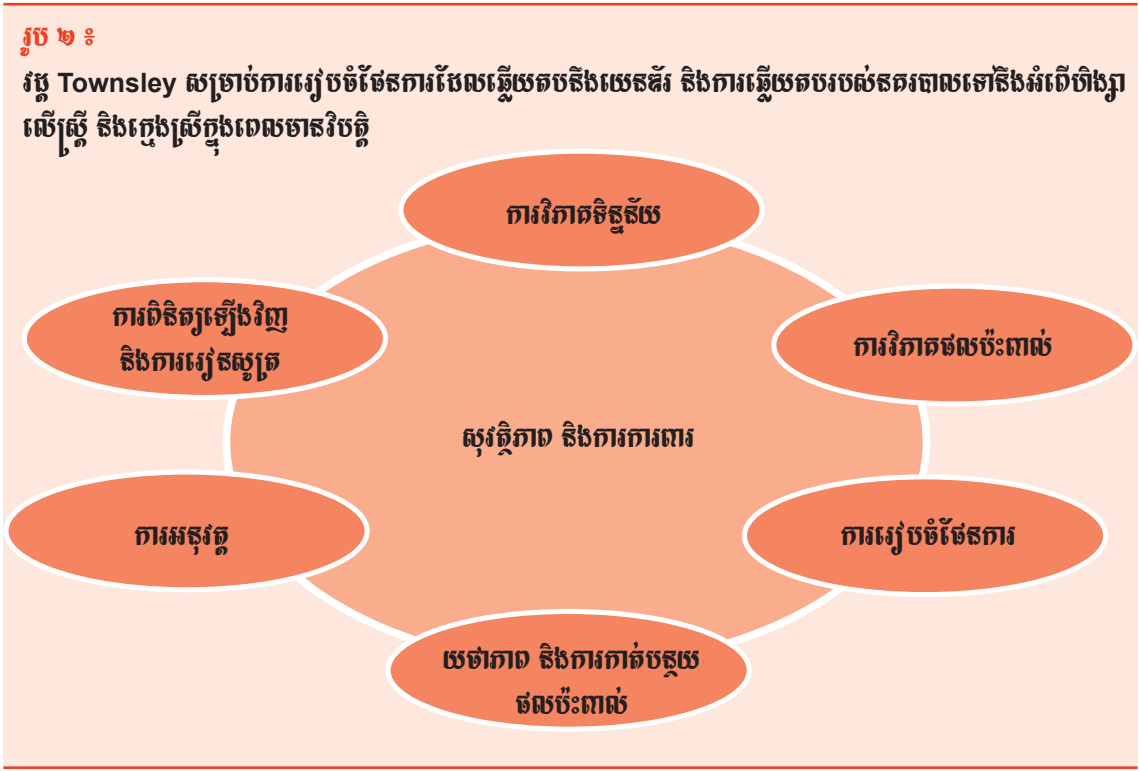 រូប ២ ៖
វដ្ត Townsley សម្រាប់ការរៀបចំផែនការដែលឆ្លើយតបនឹងយេនឌ័រ និងការឆ្លើយតបរបស់នគរបាលទៅនឹងអំពើហិង្សា
លើស្ត្រី និងក្មេងស្រីក្នុងពេលមានវិបត្តិ
ការវិភាគទិន្នន័យ
ការពិនិត្យឡើងវិញ
និងការរៀនសូត្រ
ការវិភាគផលប៉ះពាល់
សុវត្ថិភាព និងការការពារ
ការអនុវត្ត
ការរៀបចំផែនការ
យថាភាព និងការកាត់បន្ថយ
ផលប៉ះពាល់